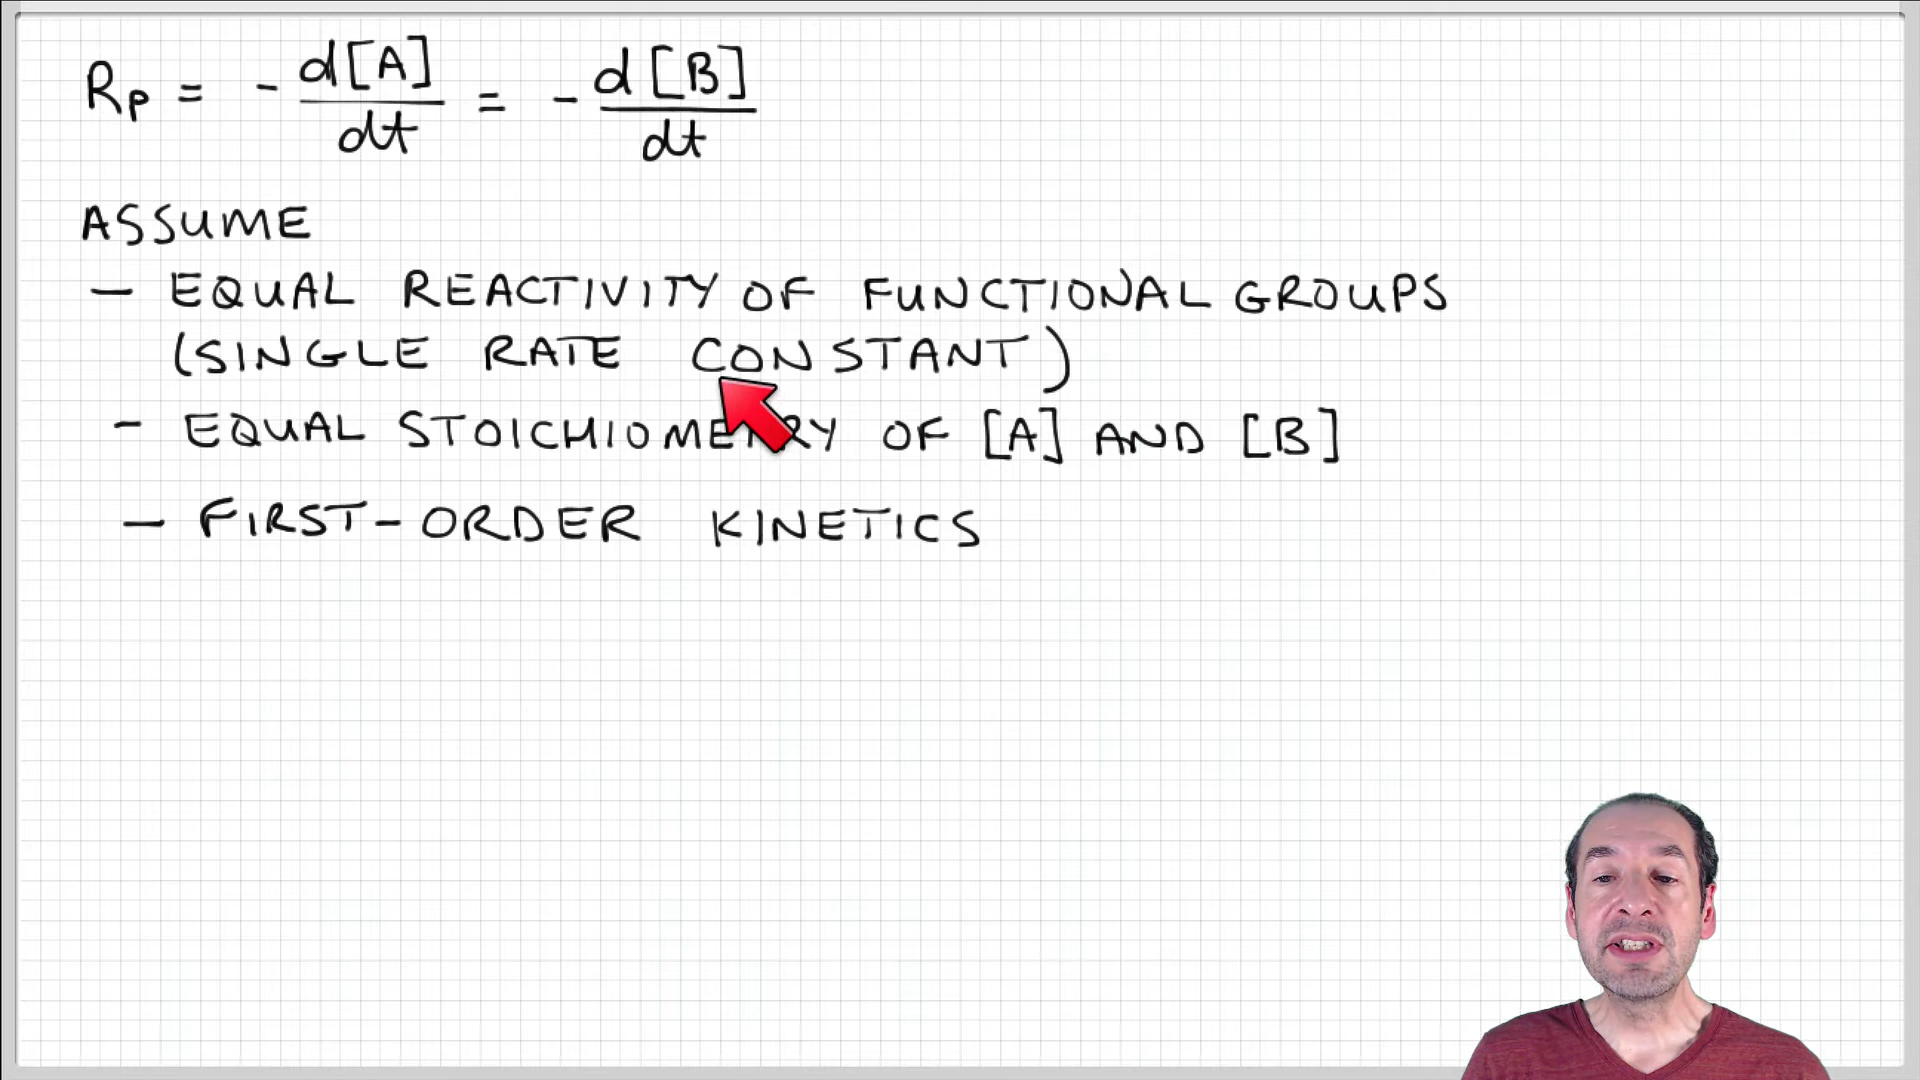 Rp = - d[A]/dt = - d[B]/dt
ASSUME
— EQUAL REACTIVITY OF FUNCTIONAL GROUPS
(SINGLE RATE CONSTANT)
- EQUAL STOICHIOMETRY OF [A] AND [B]
— FIRST-ORDER KINETICS